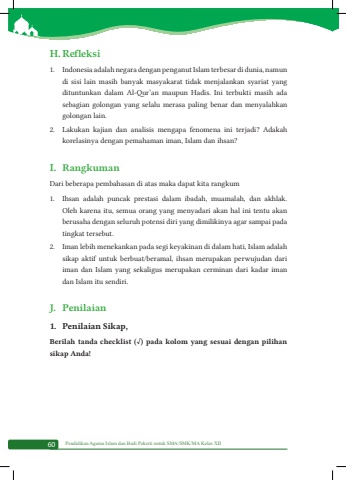 H. Refleksi
1. Indonesia adalah negara dengan penganut Islam terbesar di dunia, namun
di sisi lain masih banyak masyarakat tidak menjalankan syariat yang
dituntunkan dalam Al-Qur'an maupun Hadis. Ini terbukti masih ada
sebagian golongan yang selalu merasa paling benar dan menyalahkan
golongan lain.
2. Lakukan kajian dan analisis mengapa fenomena ini terjadi? Adakah
korelasinya dengan pemahaman iman, Islam dan ihsan?
I. Rangkuman
Dari beberapa pembahasan di atas maka dapat kita rangkum
1. Ihsan adalah puncak prestasi dalam ibadah, muamalah, dan akhlak.
Oleh karena itu, semua orang yang menyadari akan hal ini tentu akan
berusaha dengan seluruh potensi diri yang dimilikinya agar sampai pada
tingkat tersebut.
2. Iman lebih menekankan pada segi keyakinan di dalam hati, Islam adalah
sikap aktif untuk berbuat/beramal, ihsan merupakan perwujudan dari
iman dan Islam yang sekaligus merupakan cerminan dari kadar iman
dan Islam itu sendiri.
J. Penilaian
1. Penilaian Sikap,
Berilah tanda checklist (√) pada kolom yang sesuai dengan pilihan
sikap Anda!
60 Pendidikan Agama Islam dan Budi Pekerti untuk SMA/SMK/MA Kelas XII